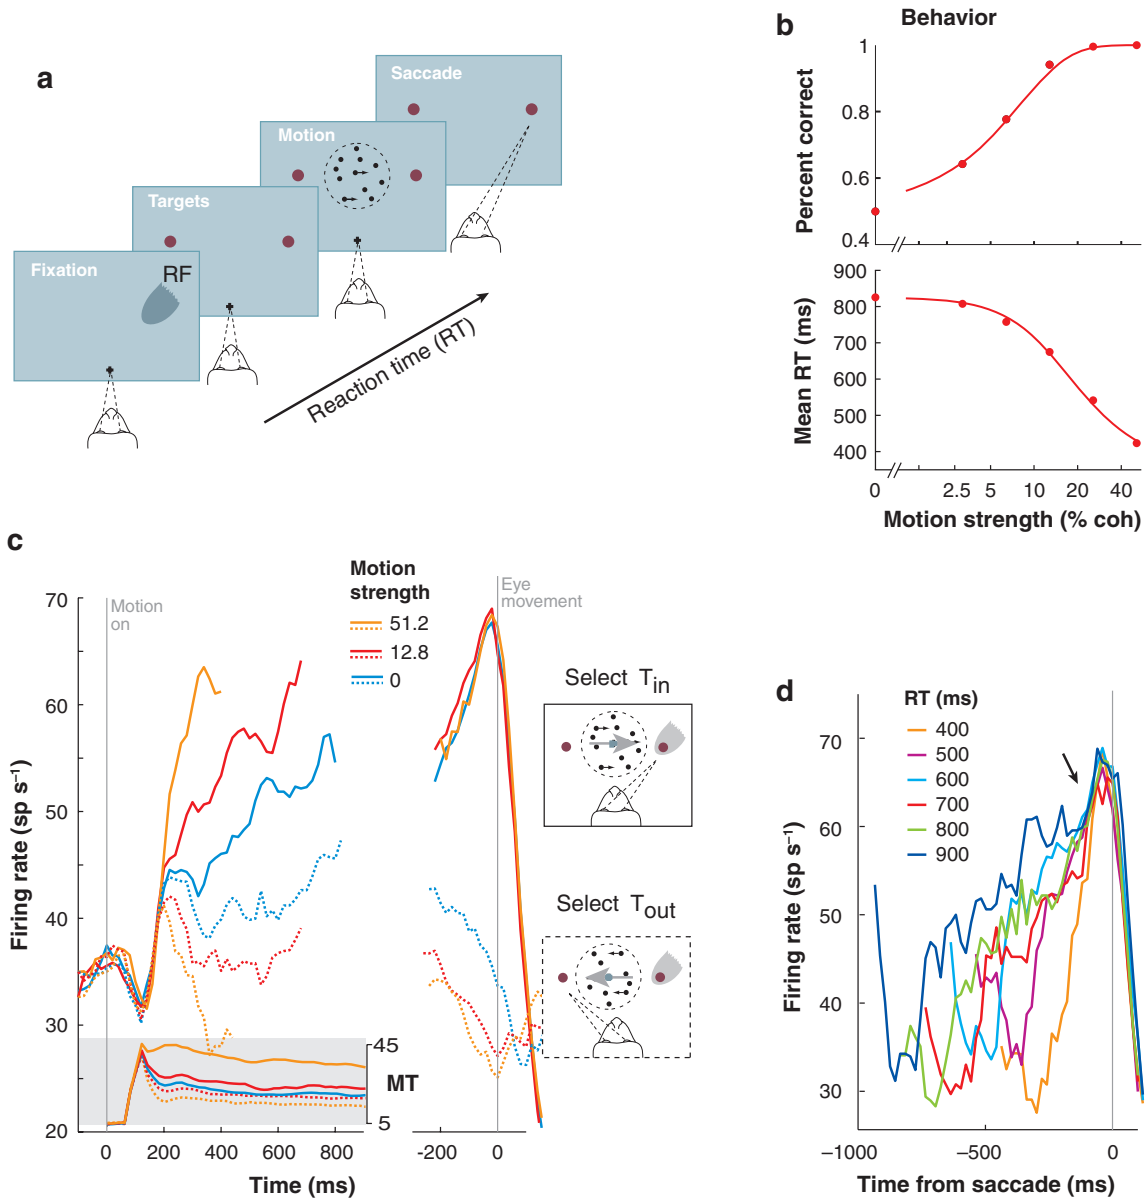 a
Fixation
RF
Targets
Motion
Saccade
Reaction time (RT)
b
Behavior
Percent correct
1
0.8
0.6
0.4
Mean RT (ms)
900
800
700
600
500
400
0 2.5 5 10 20 40
Motion strength (% coh)
c
Firing rate (sp s⁻¹)
70
60
50
40
30
20
Motion
on
Motion
strength
51.2
12.8
0
Eye
movement
45
MT
5
0 200 400 600 800
-200 0
Time (ms)
Select Tin
Select Tout
d
RT (ms)
400
500
600
700
800
900
Firing rate (sp s⁻¹)
70
60
50
40
30
–1000 –500 0
Time from saccade (ms)